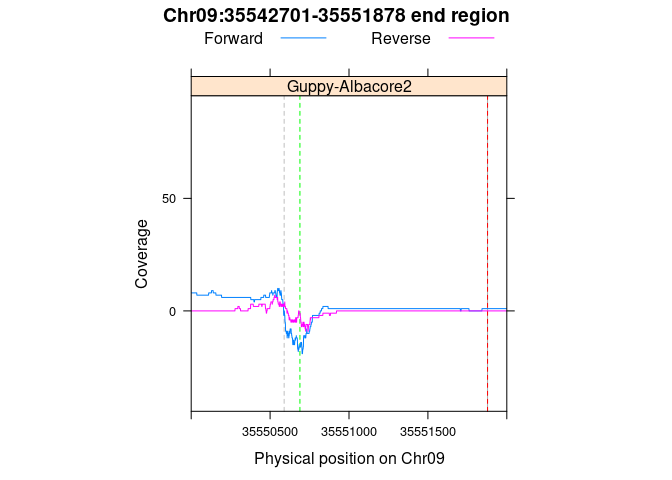 Chr09:35542701-35551878 end region
Forward Reverse
Guppy-Albacore2
50
Coverage
0
35550500 35551000 35551500
Physical position on Chr09